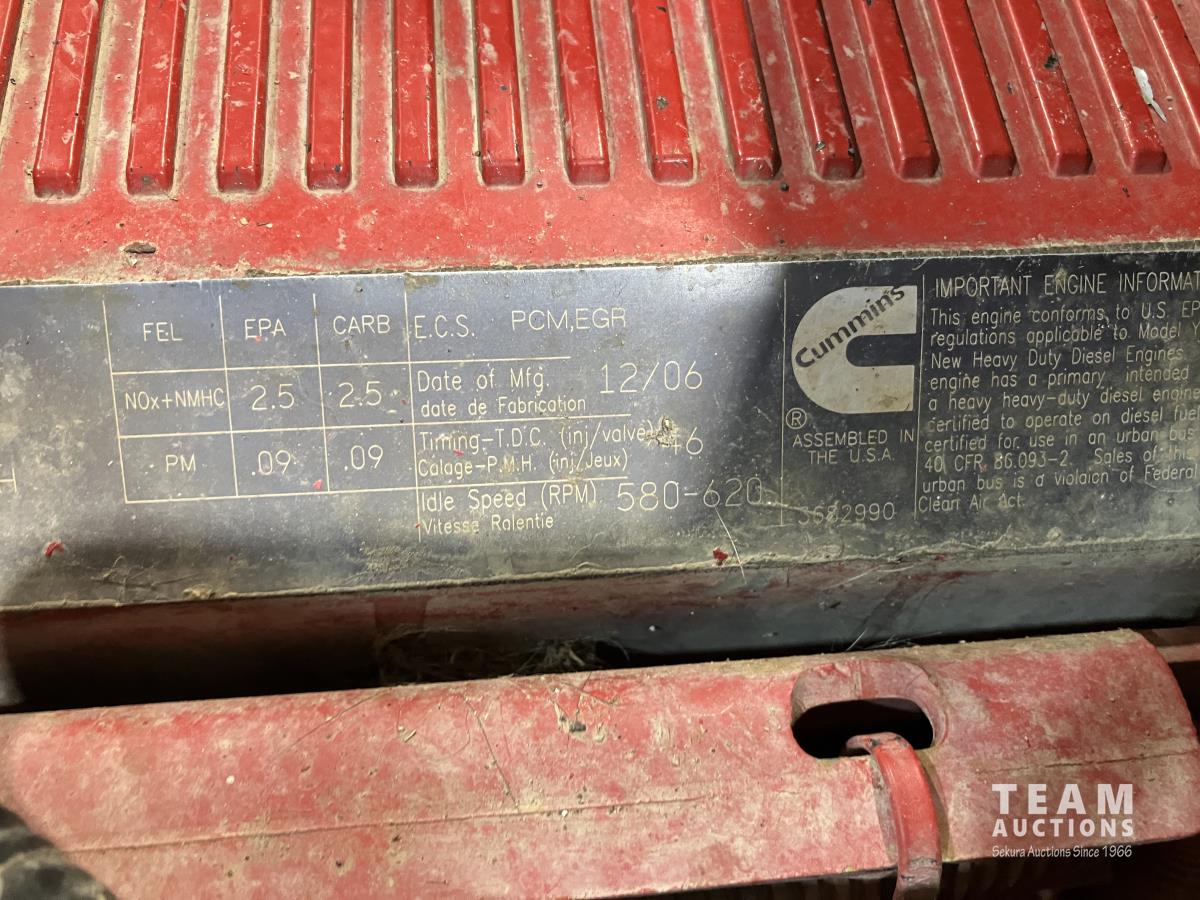 FEL EPA CARB
NOx+NMHC 2.5 2.5
PM .09 .09
E.C.S. PCM,EGR
Date of Mfg. 12/06
date de Fabrication
Timing-T.D.C. (inj/valve) 46
Calage-P.M.H. (inj/Jeux)
Idle Speed (RPM) 580-620
Vitesse Ralentie
Cummins
®
ASSEMBLED IN
THE U.S.A.
3682990
IMPORTANT ENGINE INFORMAT
This engine conforms to U.S. EP
regulations applicable to Model
New Heavy Duty Diesel Engines
engine has a primary intended
a heavy heavy-duty diesel engin
certified to operate on diesel fue
certified for use in an urban bus
40 CFR 86.093-2. Sales of this
urban bus is a violaion of Federal
Clean Air Act.
TEAM
AUCTIONS
Sekura Auctions Since 1966